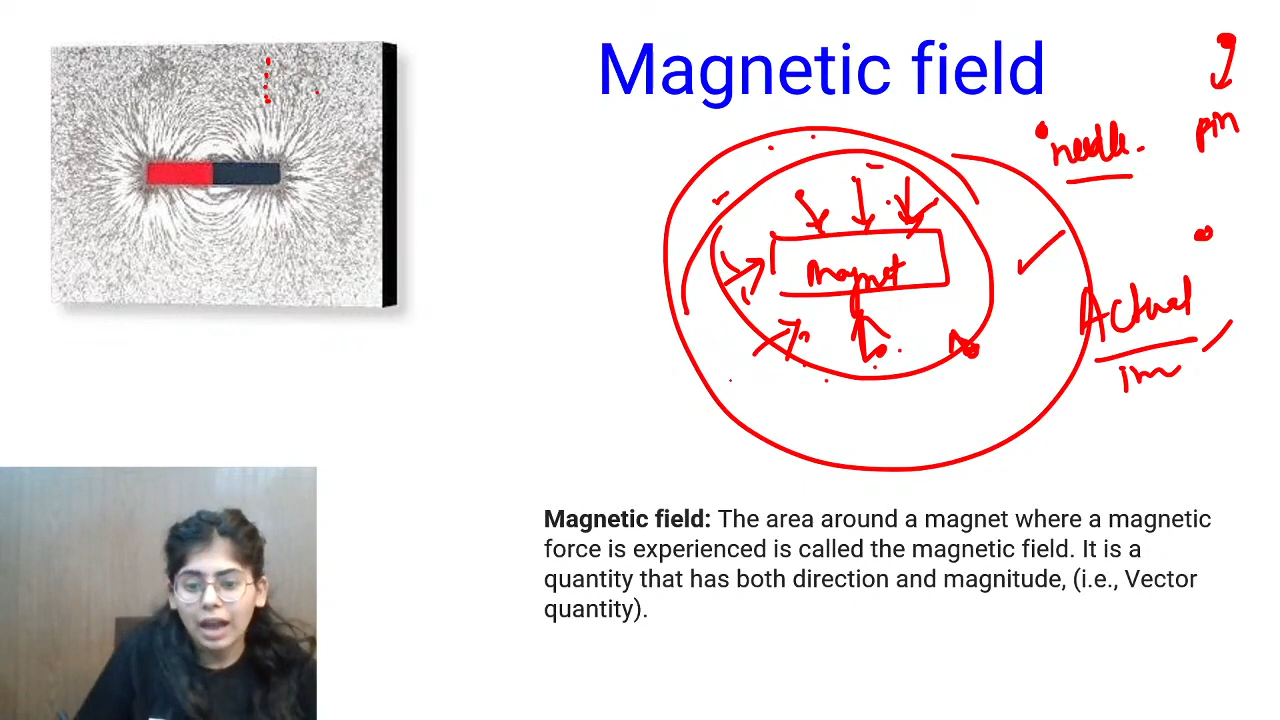 Magnetic field
pin
needle.
magnet
Actual
Magnetic field: The area around a magnet where a magnetic
force is experienced is called the magnetic field. It is a
quantity that has both direction and magnitude, (i.e., Vector
quantity).